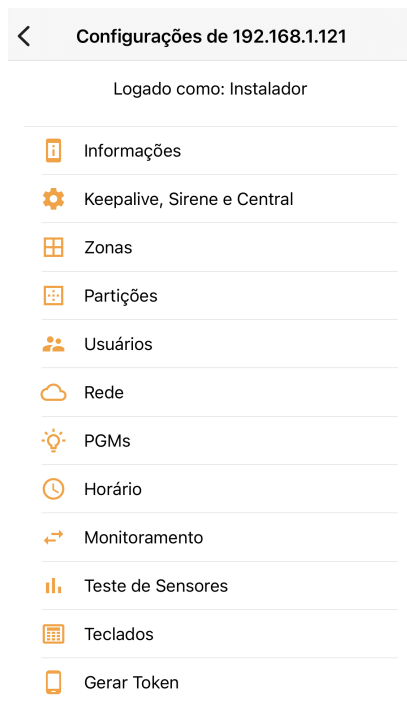 Configurações de 192.168.1.121
Logado como: Instalador
Informações
Keepalive, Sirene e Central
Zonas
Partições
Usuários
Rede
PGMs
Horário
Monitoramento
Teste de Sensores
Teclados
Gerar Token